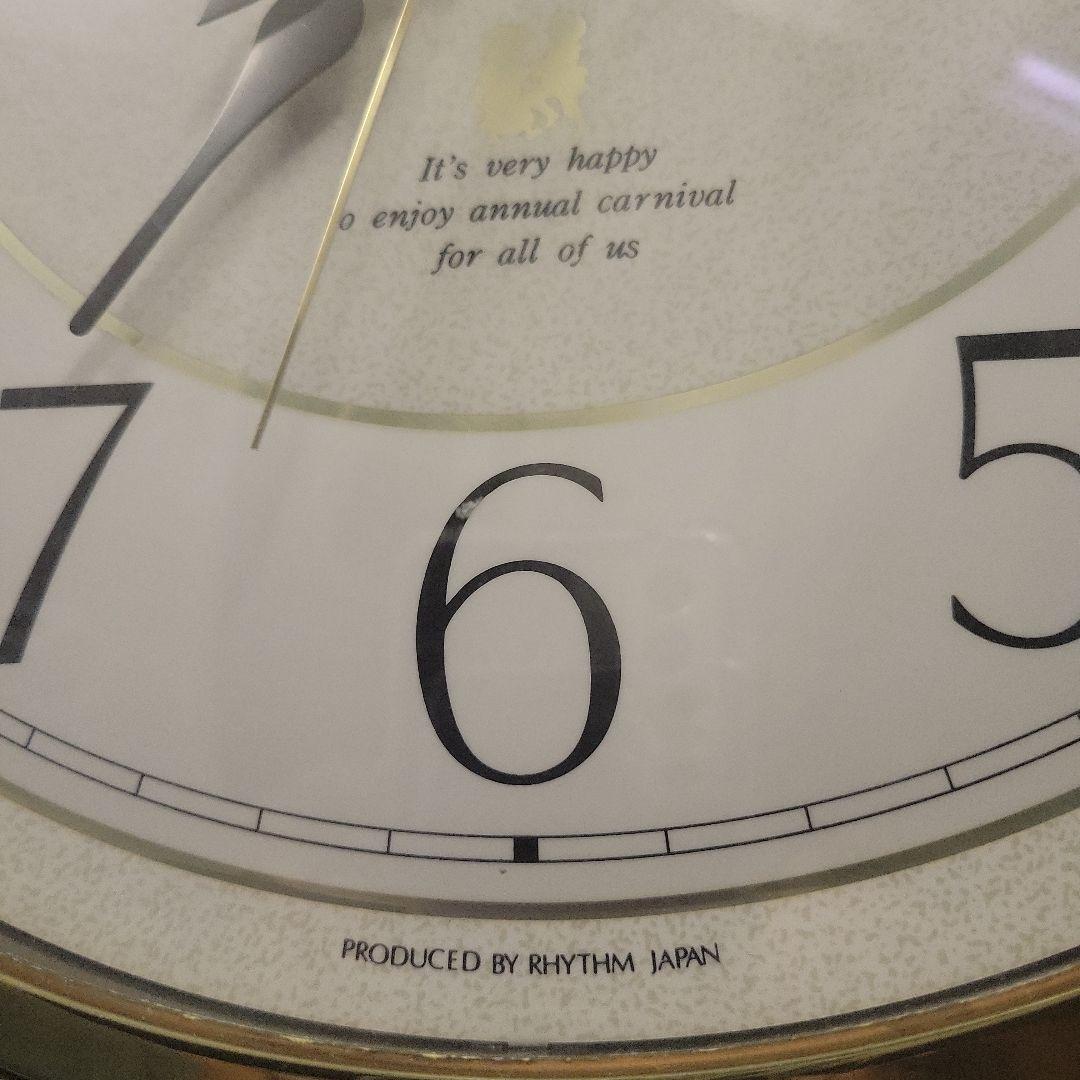 It's very happy
o enjoy annual carnival
for all of us
7
6
5
PRODUCED BY RHYTHM JAPAN